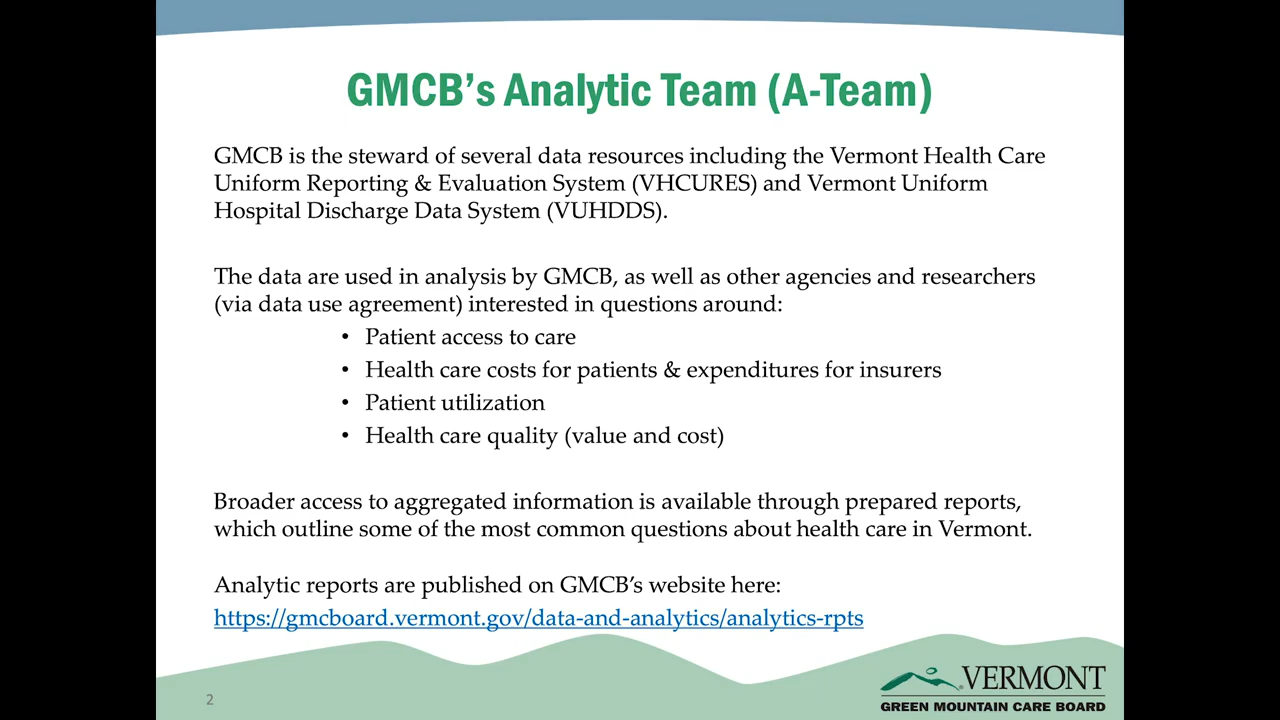 GMCB’s Analytic Team (A-Team)
GMCB is the steward of several data resources including the Vermont Health Care
Uniform Reporting & Evaluation System (VHCURES) and Vermont Uniform
Hospital Discharge Data System (VUHDDS).
The data are used in analysis by GMCB, as well as other agencies and researchers
(via data use agreement) interested in questions around:
• Patient access to care
• Health care costs for patients & expenditures for insurers
• Patient utilization
• Health care quality (value and cost)
Broader access to aggregated information is available through prepared reports,
which outline some of the most common questions about health care in Vermont.
Analytic reports are published on GMCB’s website here:
https://gmcboard.vermont.gov/data-and-analytics/analytics-rpts
2
VERMONT
GREEN MOUNTAIN CARE BOARD